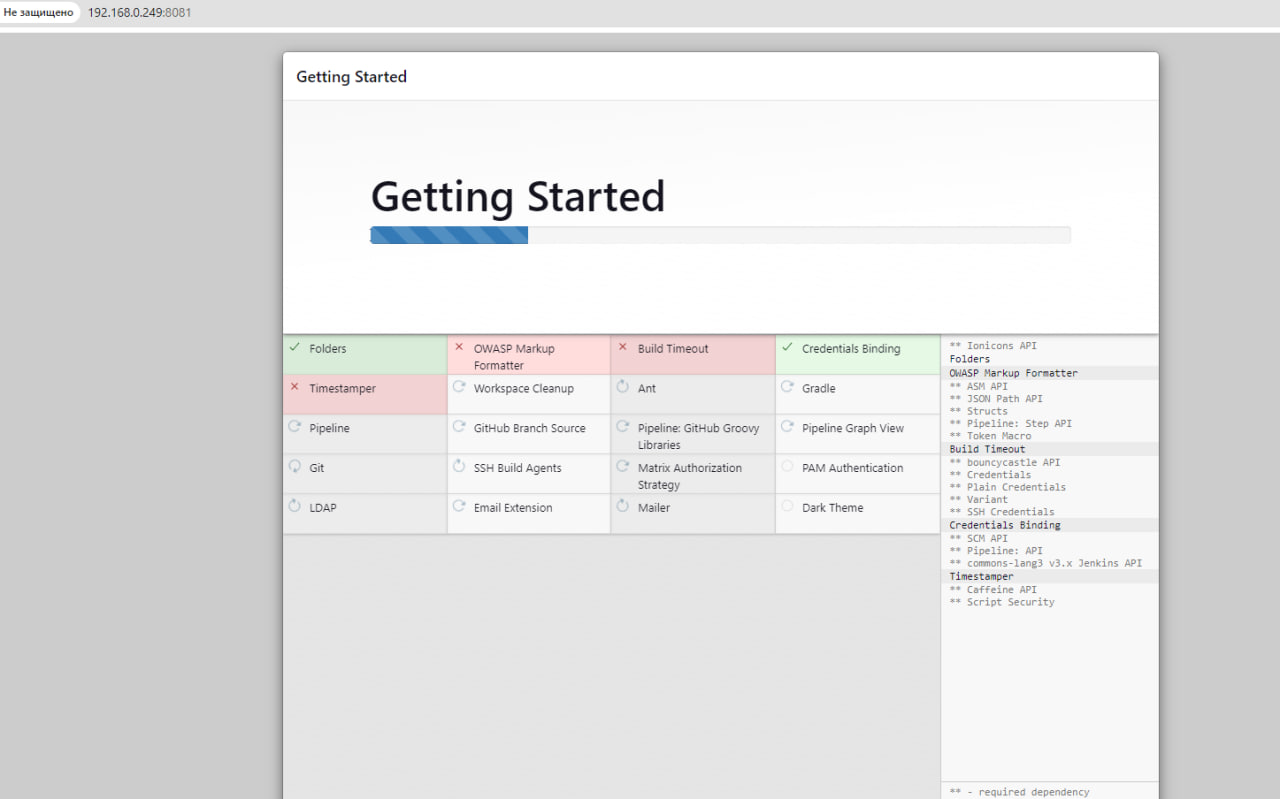 Не защищено 192.168.0.249:8081
Getting Started
Getting Started
Folders
OWASP Markup
Formatter
Build Timeout
Credentials Binding
Timestamper
Workspace Cleanup
Ant
Gradle
Pipeline
GitHub Branch Source
Pipeline: GitHub Groovy
Libraries
Pipeline Graph View
Git
SSH Build Agents
Matrix Authorization
Strategy
PAM Authentication
LDAP
Email Extension
Mailer
Dark Theme
** Ionicons API
Folders
OWASP Markup Formatter
** ASM API
** JSON Path API
** Structs
** Pipeline: Step API
** Token Macro
Build Timeout
** bouncycastle API
** Credentials
** Plain Credentials
** Variant
** SSH Credentials
Credentials Binding
** SCM API
** Pipeline: API
** commons-lang3 v3.x Jenkins API
Timestamper
** Caffeine API
** Script Security
** - required dependency